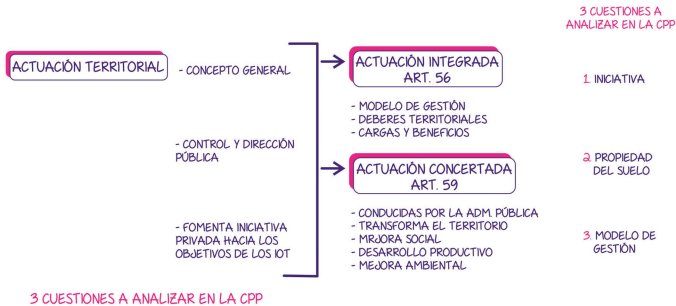 3 CUESTIONES A
ANALIZAR EN LA CPP
ACTUACIÓN TERRITORIAL
- CONCEPTO GENERAL
- CONTROL Y DIRECCIÓN
PÚBLICA
- FOMENTA INICIATIVA
PRIVADA HACIA LOS
OBJETIVOS DE LOS IOT
ACTUACIÓN INTEGRADA
ART. 56
- MODELO DE GESTIÓN
- DEBERES TERRITORIALES
- CARGAS Y BENEFICIOS
ACTUACIÓN CONCERTADA
ART. 59
- CONDUCIDAS POR LA ADM. PÚBLICA
- TRANSFORMA EL TERRITORIO
- MRJORA SOCIAL
- DESARROLLO PRODUCTIVO
- MEJORA AMBIENTAL
1. INICIATIVA
2. PROPIEDAD
DEL SUELO
3. MODELO DE
GESTIÓN
3 CUESTIONES A ANALIZAR EN LA CPP